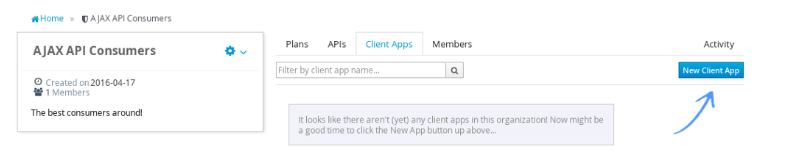 Home » AJAX API Consumers
AJAX API Consumers
Created on 2016-04-17
1 Members
The best consumers around!
Plans APIs Client Apps Members Activity
Filter by client app name...
New Client App
It looks like there aren't (yet) any client apps in this organization! Now might be
a good time to click the New App button up above...